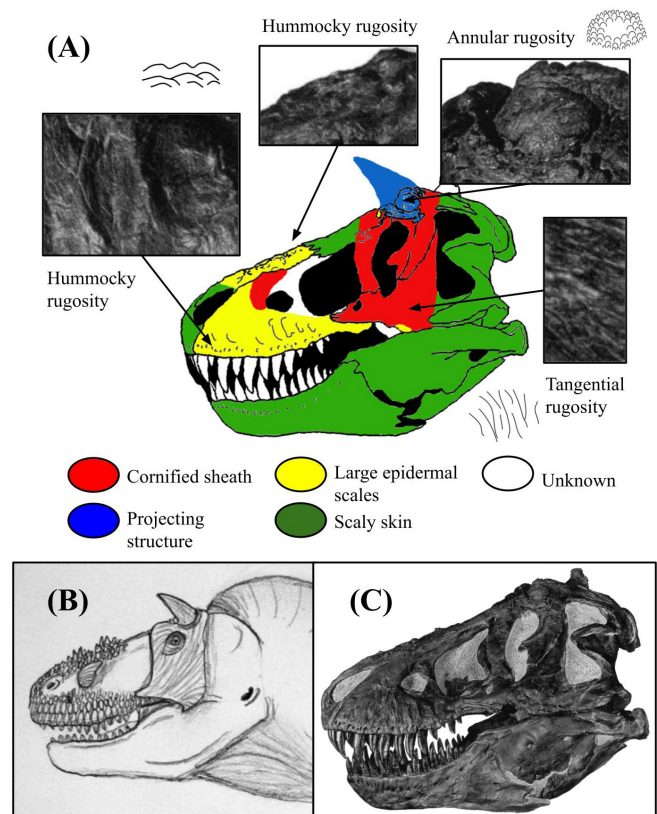 (A)
Hummocky rugosity
Annular rugosity
Hummocky
rugosity
Tangential
rugosity
Cornified sheath
Large epidermal
scales
Unknown
Projecting
structure
Scaly skin
(B)
(C)